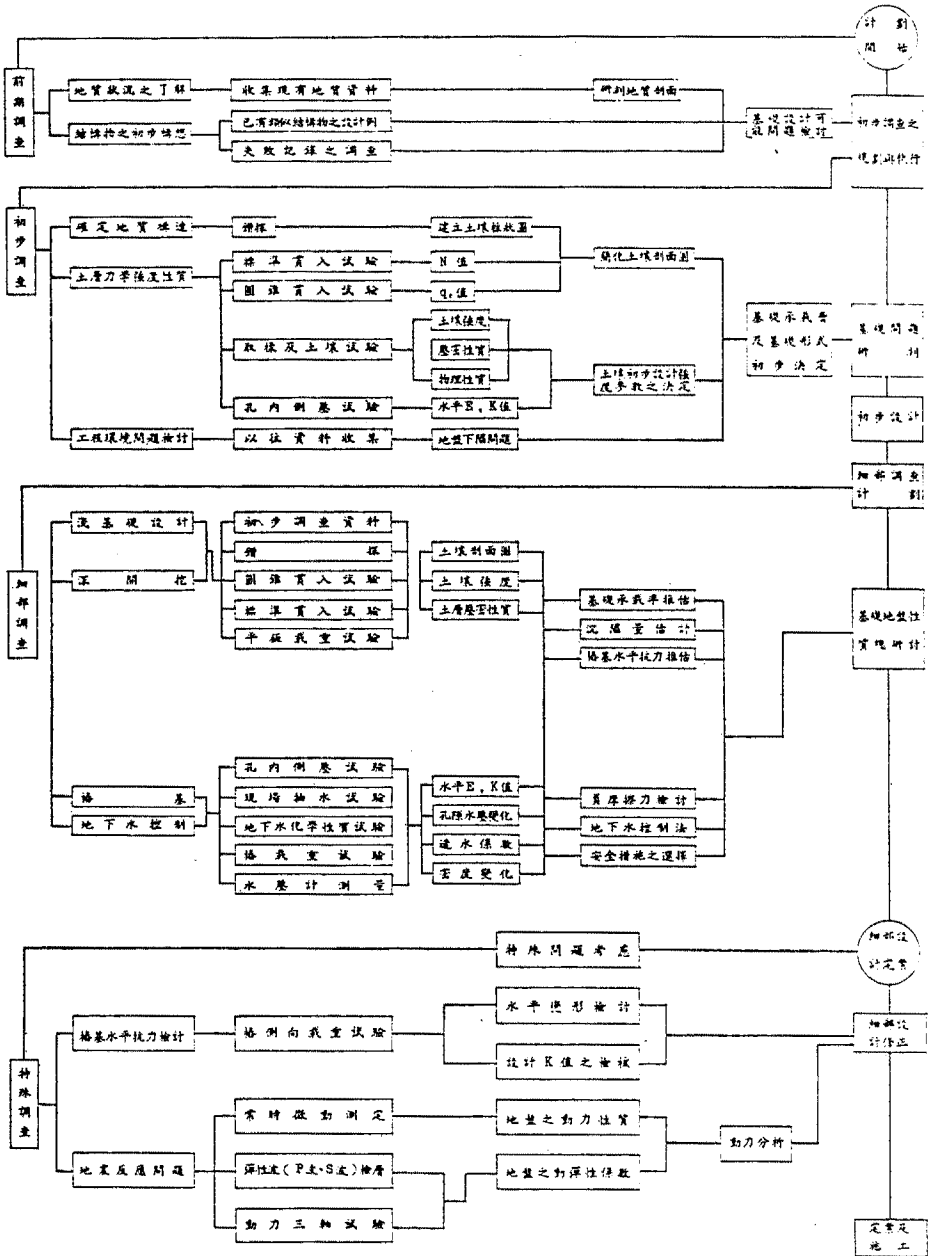 計劃
開始
前期調查
地質狀況之了解
收集現有地質資料
研判地質剖面
結構物之初步構想
已有類似結構物之設計例
失敗記錄之調查
基礎設計可
能問題檢討
初步調查之
規劃與執行
初步調查
確定地質構造
鑽探
建立土壤柱狀圖
土層力學強度性質
標準貫入試驗
N值
簡化土壤剖面圖
圓錐貫入試驗
qc值
取樣及土壤試驗
土壤強度
壓密性質
物理性質
土壤初步設計強
度參數之決定
孔內側壓試驗
水平E,K值
工程環境問題檢討
以往資料收集
地盤下陷問題
基礎承載層
及基礎形式
初步決定
基礎問題
研判
初步設計
細部調查
計劃
細部調查
淺基礎設計
深開挖
初步調查資料
鑽探
圓錐貫入試驗
標準貫入試驗
平鈑載重試驗
土壤剖面圖
土壤強度
土層壓密性質
基礎承載率推估
沉陷量估計
樁基水平抗力推估
基礎地盤性
質塊研討
樁基
地下水控制
孔內側壓試驗
現場抽水試驗
地下水化學性質試驗
樁載重試驗
水壓計測量
水平E,K值
孔隙水壓變化
透水係數
密度變化
負摩擦力檢討
地下水控制法
安全措施之選擇
特殊問題考慮
細部設
計定案
特殊調查
樁基水平抗力檢討
樁側向載重試驗
水平變形檢討
設計K值之檢核
細部設
計修正
地震反應問題
常時微動測定
地盤之動力性質
彈性波(P波、S波)檢層
地盤之動彈性係數
動力三軸試驗
動力分析
定案及
施工